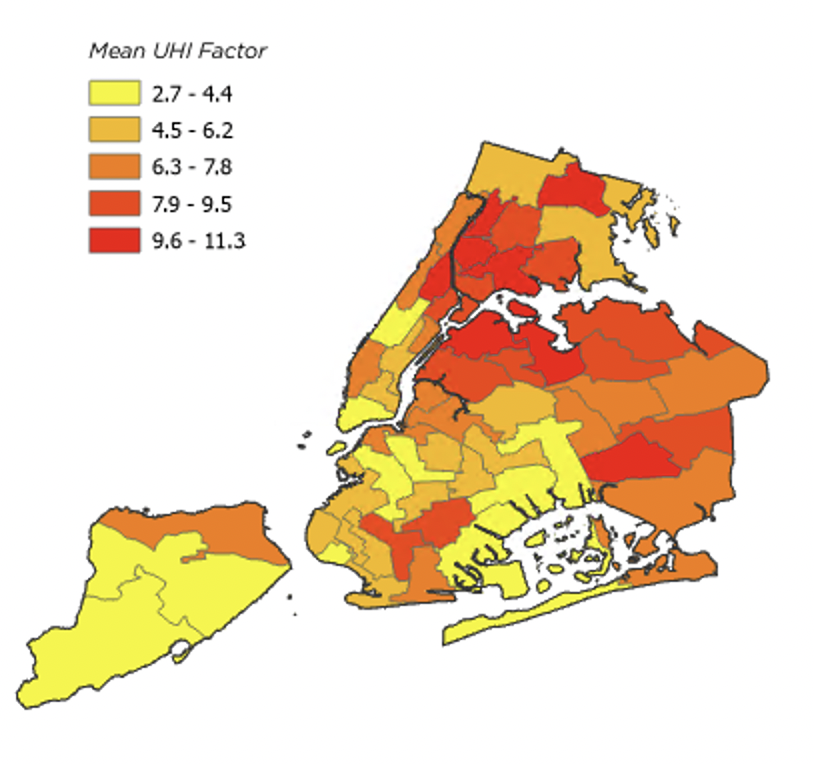 Mean UHI Factor
2.7 - 4.4
4.5 - 6.2
6.3 - 7.8
7.9 - 9.5
9.6 - 11.3